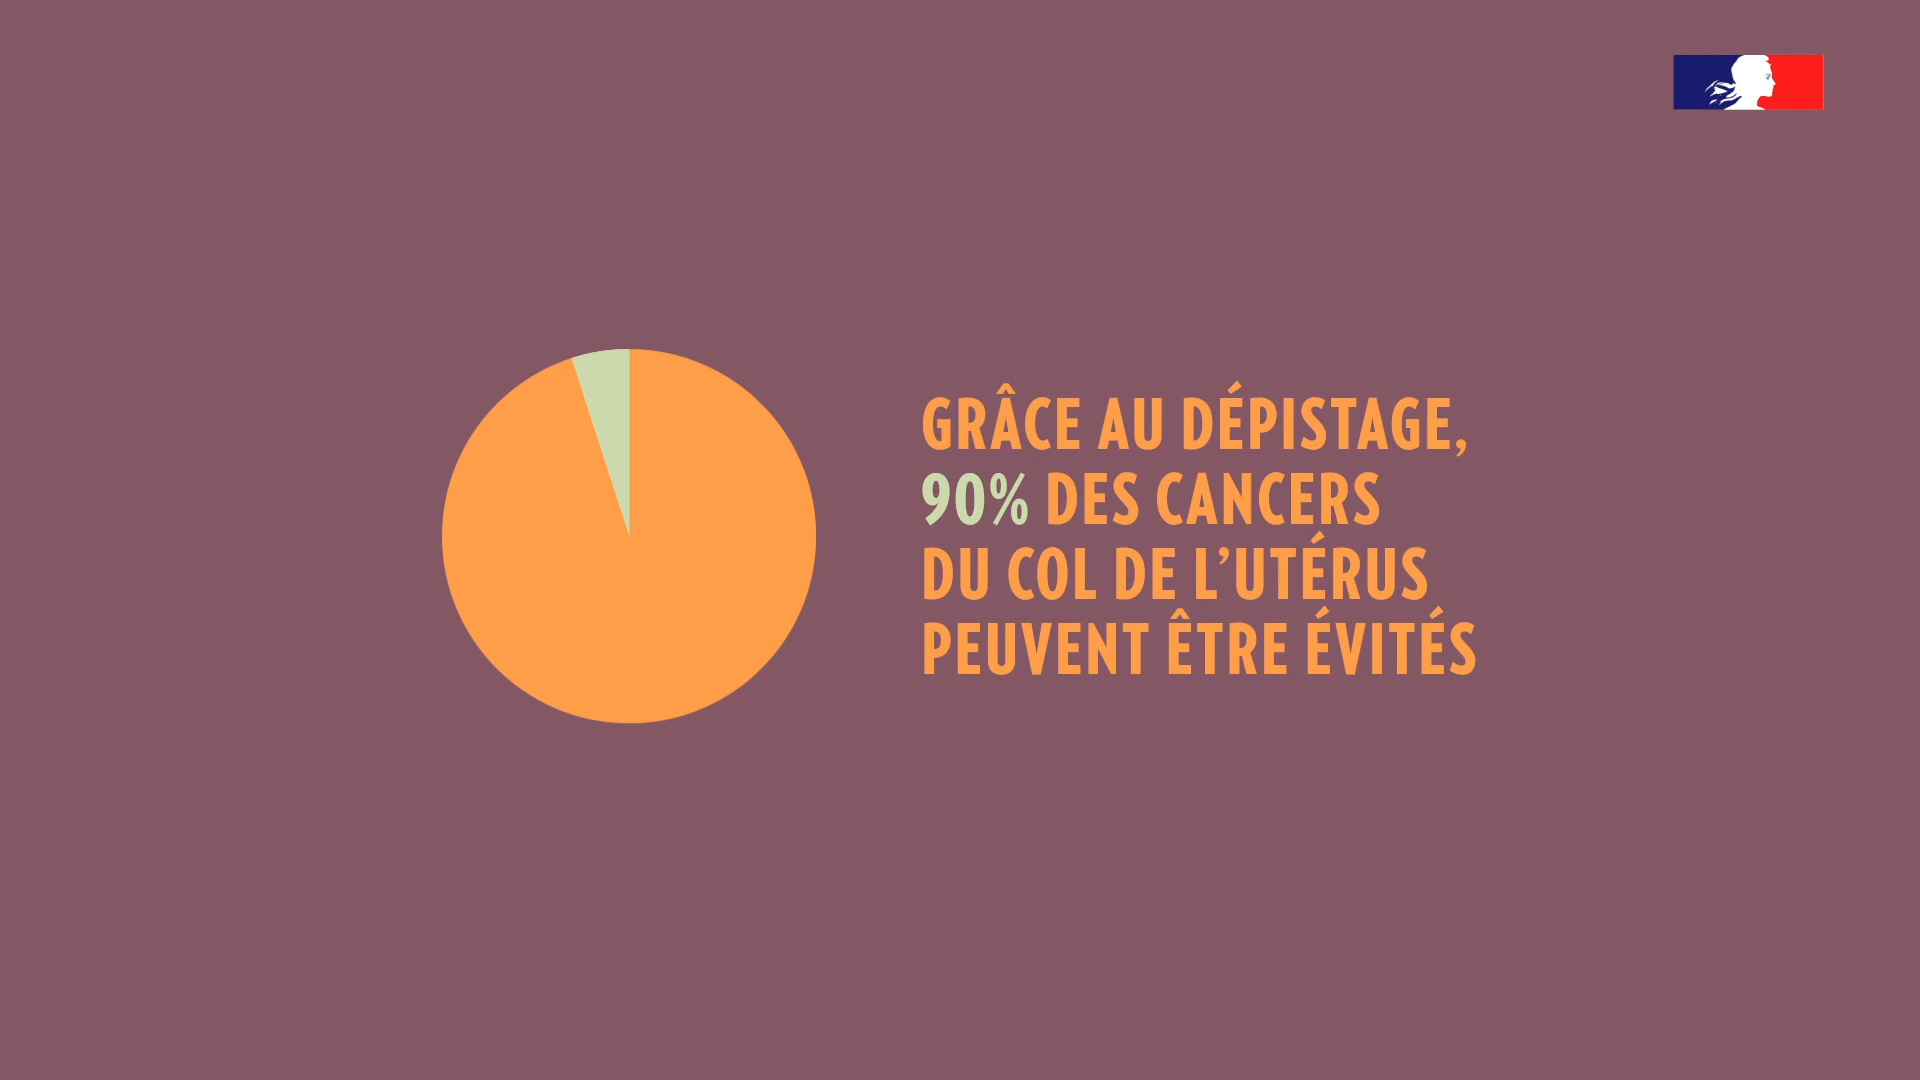 GRÂCE AU DÉPISTAGE,
90% DES CANCERS
DU COL DE L’UTÉRUS
PEUVENT ÊTRE ÉVITÉS